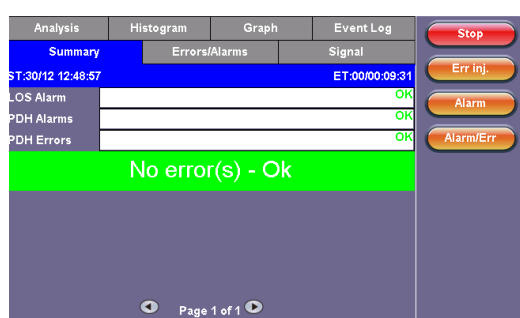 Analysis Histogram Graph Event Log
Summary Errors/Alarms Signal
ST:30/12 12:48:57 ET:00/00:09:31
LOS Alarm OK
PDH Alarms OK
PDH Errors OK
No error(s) - Ok
Page 1 of 1
Stop
Err inj.
Alarm
Alarm/Err